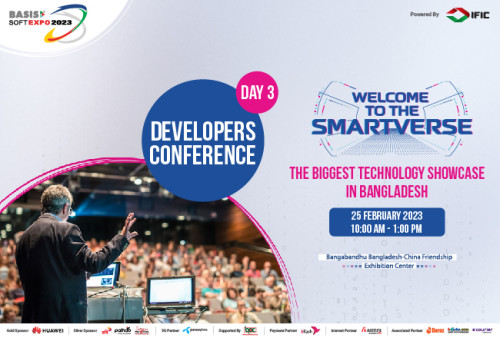 BASIS
SOFTEXPO 2023
Powered By
IFIC
DAY 3
DEVELOPERS
CONFERENCE
WELCOME
TO THE
SMARTVERSE
THE BIGGEST TECHNOLOGY SHOWCASE
IN BANGLADESH
25 FEBRUARY 2023
10:00 AM - 1:00 PM
Bangabandhu Bangladesh-China Friendship
Exhibition Center
Gold Sponsor
HUAWEI
Silver Sponsor
Supported By
Payment Partner
Internet Partner
Associated Partner